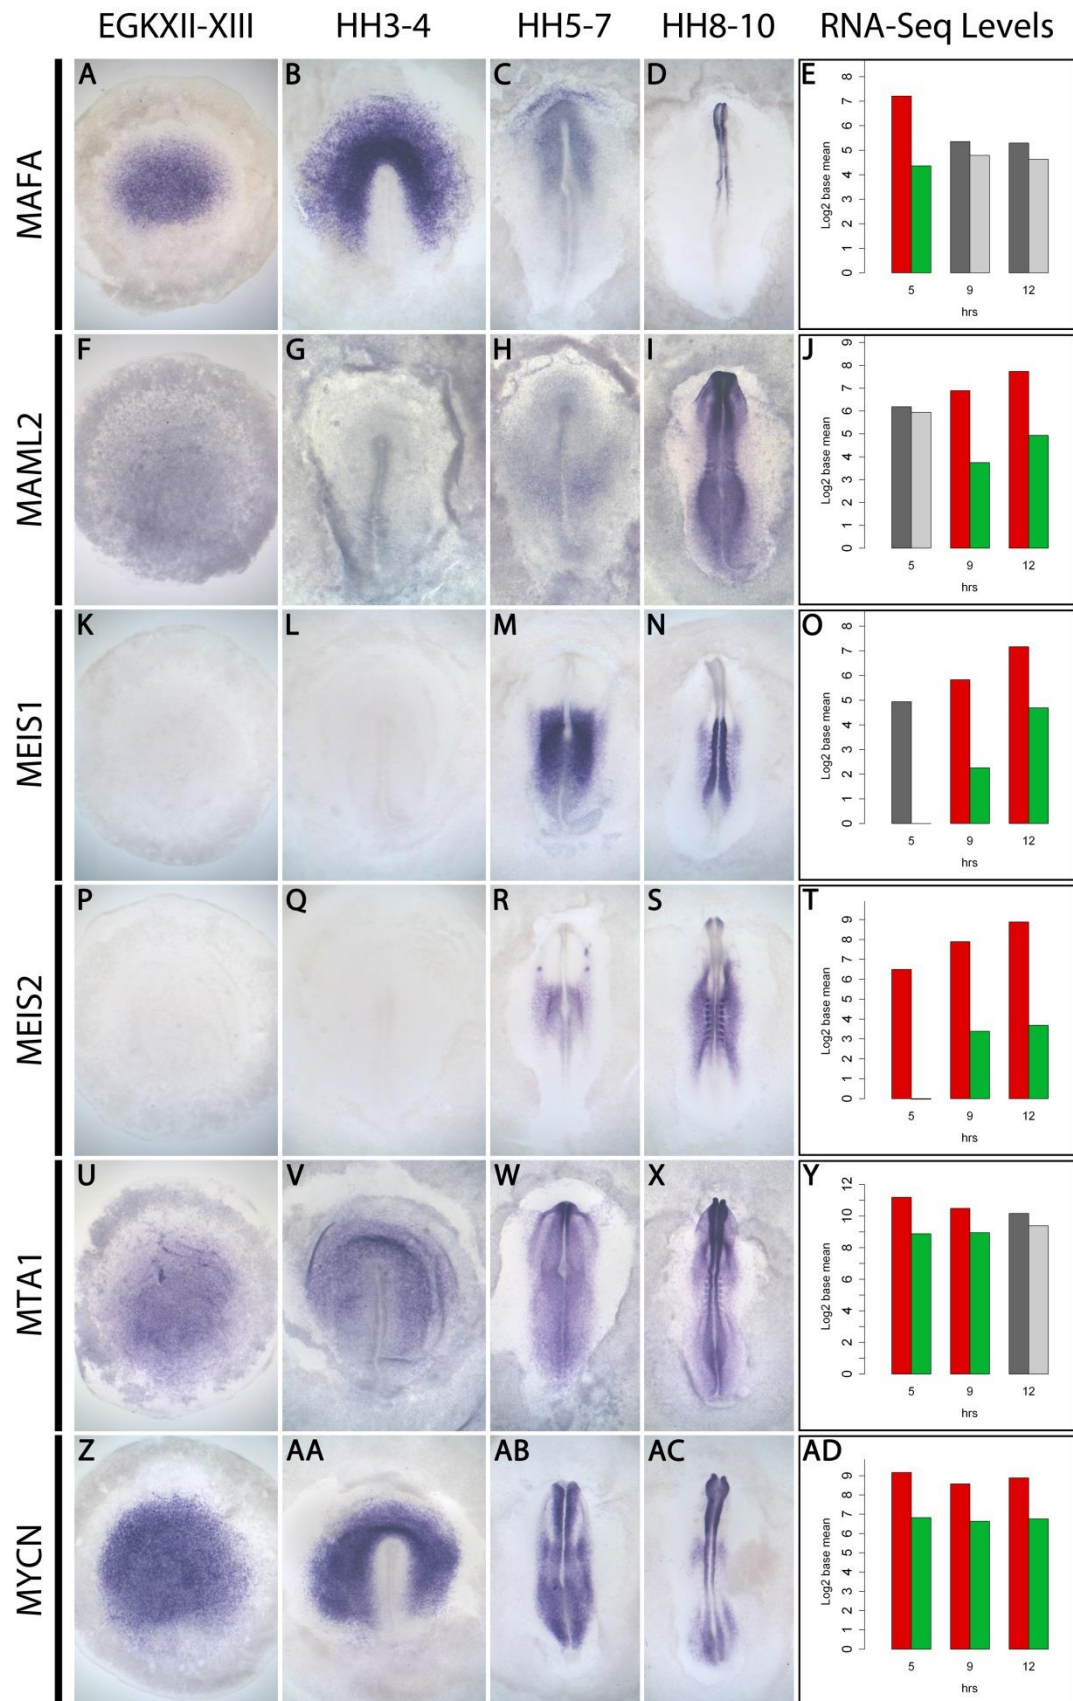 EGKXII-XIII HH3-4 HH5-7 HH8-10 RNA-Seq Levels
MAFA
A B C D E
Log2 base mean
0 1 2 3 4 5 6 7 8
5 9 12
hrs
MAML2
F G H I J
Log2 base mean
0 1 2 3 4 5 6 7 8 9
5 9 12
hrs
MEIS1
K L M N O
Log2 base mean
0 1 2 3 4 5 6 7 8
5 9 12
hrs
MEIS2
P Q R S T
Log2 base mean
0 1 2 3 4 5 6 7 8 9
5 9 12
hrs
MTA1
U V W X Y
Log2 base mean
0 2 4 6 8 10 12
5 9 12
hrs
MYCN
Z AA AB AC AD
Log2 base mean
0 1 2 3 4 5 6 7 8 9
5 9 12
hrs